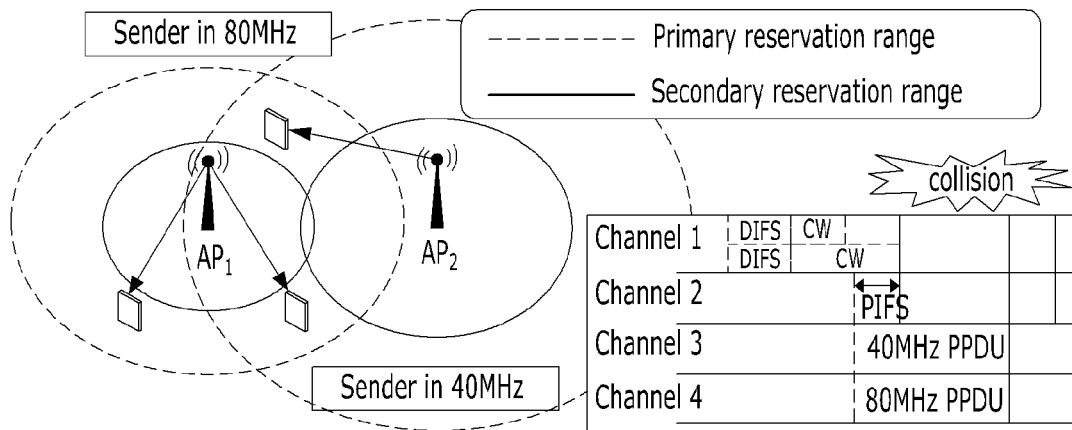 Sender in 80MHz
Primary reservation range
Secondary reservation range
collision
AP1
AP2
Sender in 40MHz
Channel 1
DIFS CW
DIFS CW
Channel 2
PIFS
Channel 3
40MHz PPDU
Channel 4
80MHz PPDU